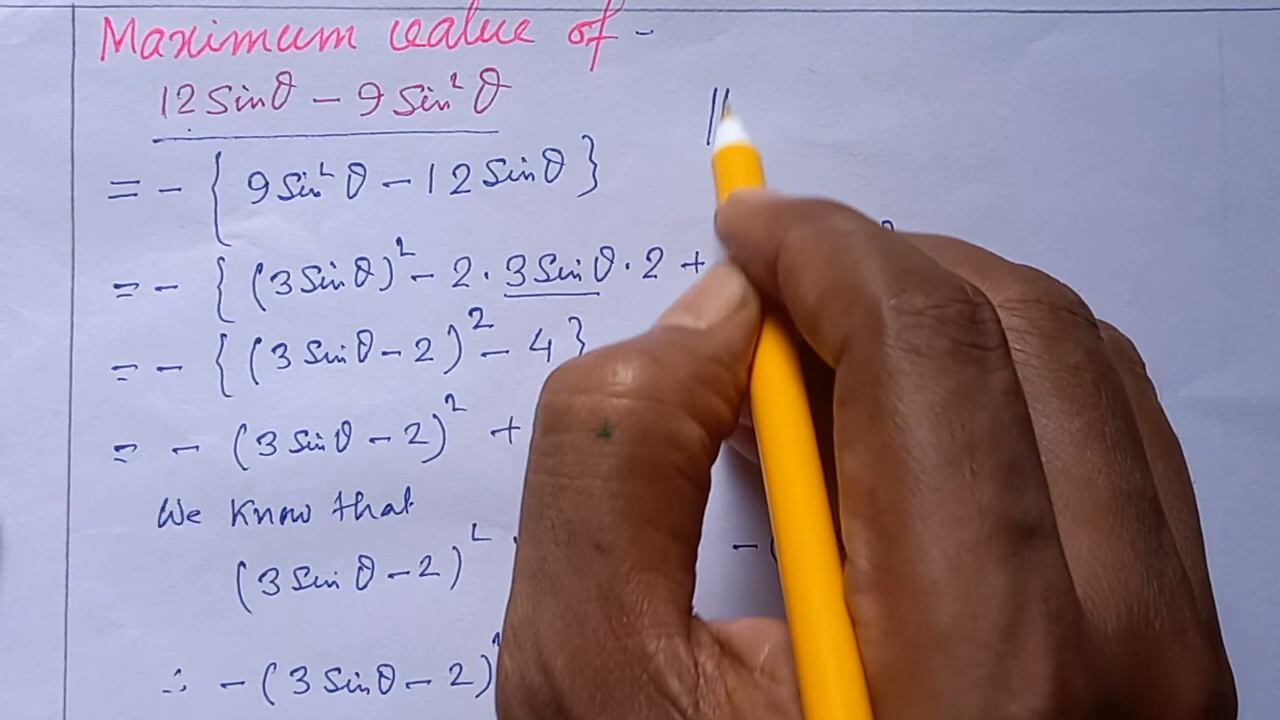 Maximum value of -
12 Sinθ - 9 Sin²θ
= - { 9 Sin²θ - 12 Sinθ }
= - { (3 Sinθ)² - 2 · 3 Sinθ · 2 +
= - { (3 Sinθ - 2)² - 4 }
= - (3 Sinθ - 2)² +
We know that
(3 Sinθ - 2)²
∴ - (3 Sinθ - 2)